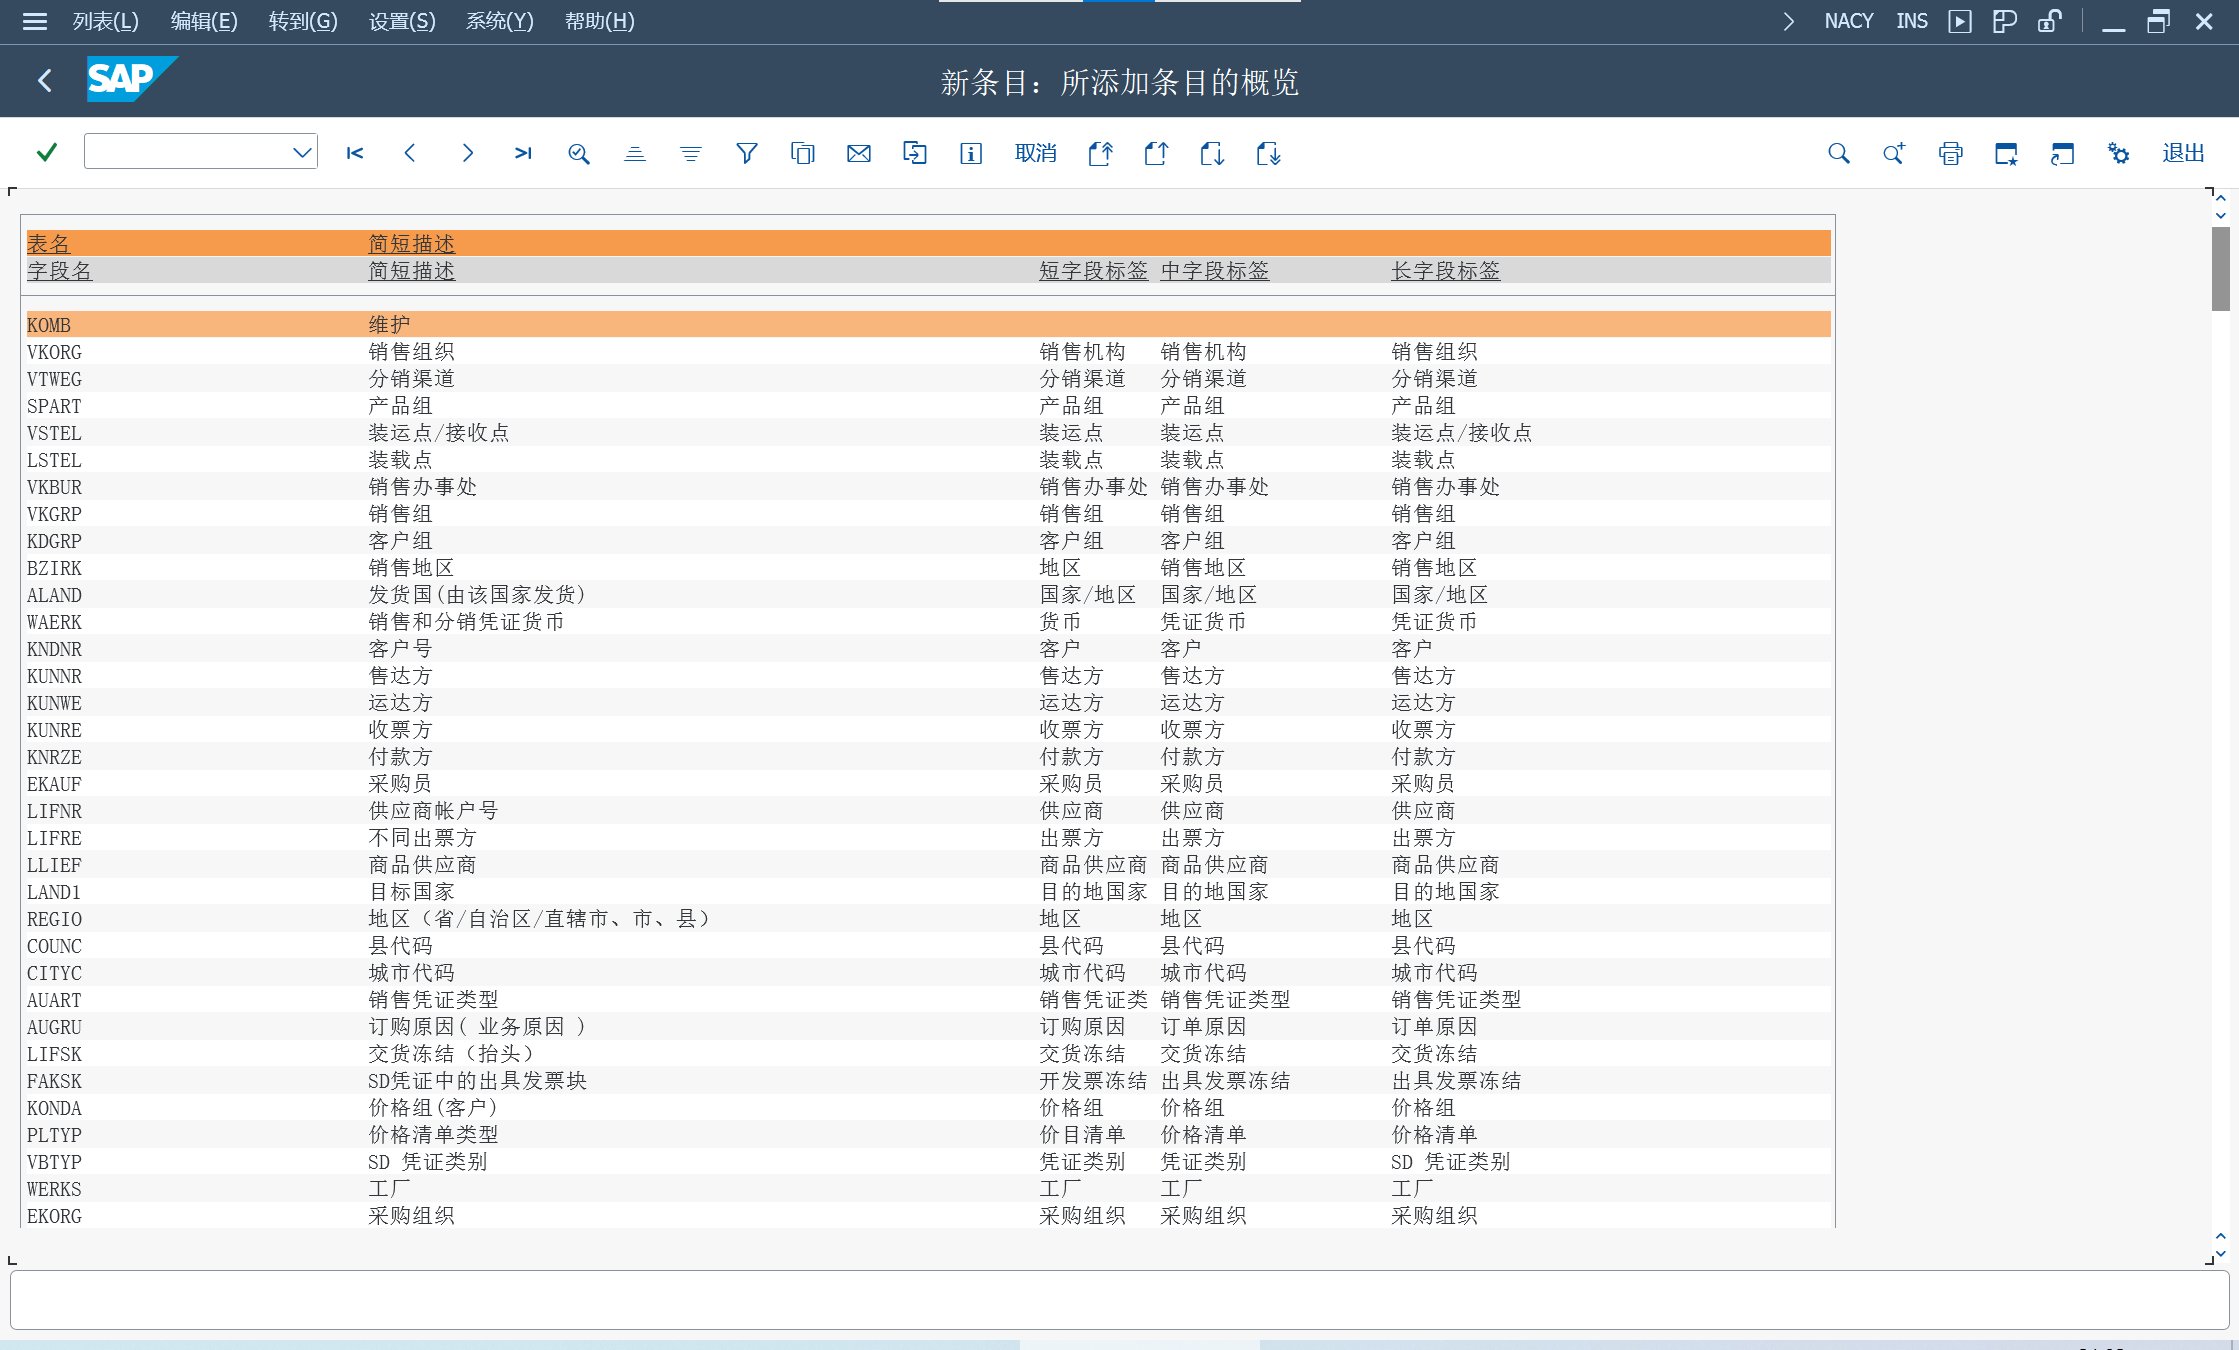 列表(L) 编辑(E) 转到(G) 设置(S) 系统(Y) 帮助(H) NACY INS
SAP 新条目：所添加条目的概览
取消 退出
表名 简短描述
字段名 简短描述 短字段标签 中字段标签 长字段标签
KOMB 维护
VKORG 销售组织 销售机构 销售机构 销售组织
VTWEG 分销渠道 分销渠道 分销渠道 分销渠道
SPART 产品组 产品组 产品组 产品组
VSTEL 装运点/接收点 装运点 装运点 装运点/接收点
LSTEL 装载点 装载点 装载点 装载点
VKBUR 销售办事处 销售办事处 销售办事处 销售办事处
VKGRP 销售组 销售组 销售组 销售组
KDGRP 客户组 客户组 客户组 客户组
BZIRK 销售地区 地区 销售地区 销售地区
ALAND 发货国(由该国家发货) 国家/地区 国家/地区 国家/地区
WAERK 销售和分销凭证货币 货币 凭证货币 凭证货币
KNDNR 客户号 客户 客户 客户
KUNNR 售达方 售达方 售达方 售达方
KUNWE 运达方 运达方 运达方 运达方
KUNRE 收票方 收票方 收票方 收票方
KNRZE 付款方 付款方 付款方 付款方
EKAUF 采购员 采购员 采购员 采购员
LIFNR 供应商帐户号 供应商 供应商 供应商
LIFRE 不同出票方 出票方 出票方 出票方
LLIEF 商品供应商 商品供应商 商品供应商 商品供应商
LAND1 目标国家 目的地国家 目的地国家 目的地国家
REGIO 地区（省/自治区/直辖市、市、县） 地区 地区 地区
COUNC 县代码 县代码 县代码 县代码
CITYC 城市代码 城市代码 城市代码 城市代码
AUART 销售凭证类型 销售凭证类 销售凭证类型 销售凭证类型
AUGRU 订购原因( 业务原因 ) 订购原因 订单原因 订单原因
LIFSK 交货冻结（抬头） 交货冻结 交货冻结 交货冻结
FAKSK SD凭证中的出具发票块 开发票冻结 出具发票冻结 出具发票冻结
KONDA 价格组(客户) 价格组 价格组 价格组
PLTYP 价格清单类型 价目清单 价格清单 价格清单
VBTYP SD 凭证类别 凭证类别 凭证类别 SD 凭证类别
WERKS 工厂 工厂 工厂 工厂
EKORG 采购组织 采购组织 采购组织 采购组织